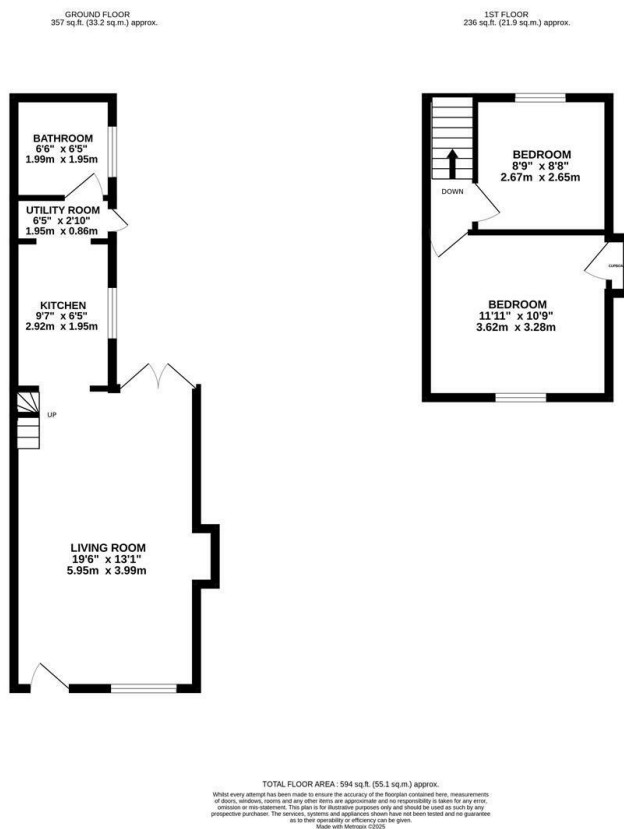 GROUND FLOOR
357 sq.ft. (33.2 sq.m.) approx.
1ST FLOOR
236 sq.ft. (21.9 sq.m.) approx.
BATHROOM
6'6" x 6'5"
1.99m x 1.95m
UTILITY ROOM
6'5" x 2'10"
1.95m x 0.86m
KITCHEN
9'7" x 6'5"
2.92m x 1.95m
UP
LIVING ROOM
19'6" x 13'1"
5.95m x 3.99m
BEDROOM
8'9" x 8'8"
2.67m x 2.65m
DOWN
BEDROOM
11'11" x 10'9"
3.62m x 3.28m
TOTAL FLOOR AREA : 594 sq.ft. (55.1 sq.m.) approx.
Whilst every attempt has been made to ensure the accuracy of the floorplan contained here, measurements
of doors, windows, rooms and any other items are approximate and no responsibility is taken for any error,
omission or mis-statement. This plan is for illustrative purposes only and should be used as such by any
prospective purchaser. The services, systems and appliances shown have not been tested and no guarantee
as to their operability or efficiency can be given.
Made with Metropix ©2025